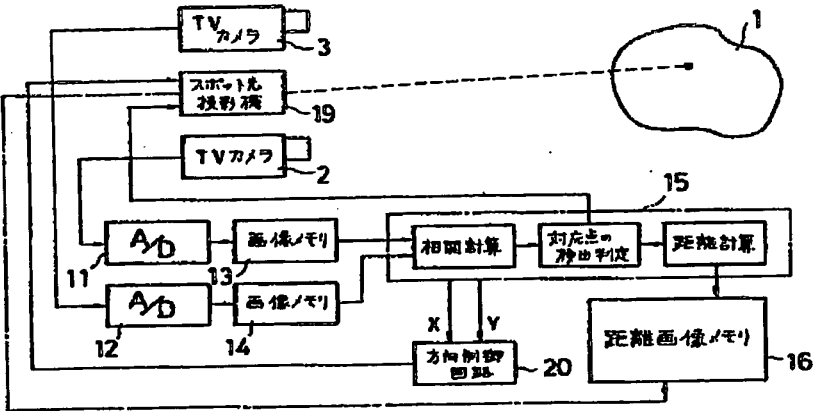 TV
カメラ
3
1
スポット光
投影機
19
TVカメラ
2
15
A/D
11
画像メモリ
13
相関計算
対応点の
検出判定
距離計算
A/D
12
画像メモリ
14
X
Y
方向制御
回路
20
距離画像メモリ
16